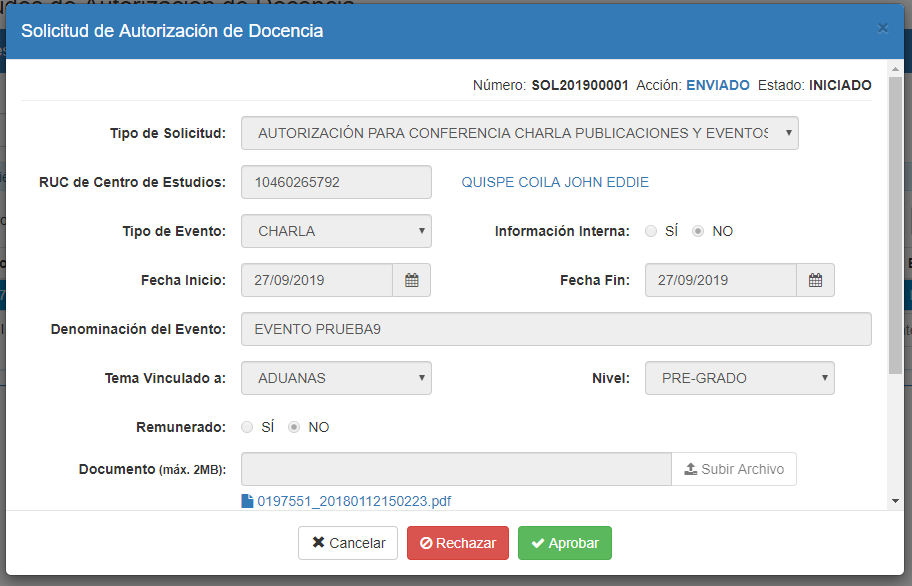 Solicitud de Autorización de Docencia ×
Número: SOL201900001 Acción: ENVIADO Estado: INICIADO
Tipo de Solicitud: AUTORIZACIÓN PARA CONFERENCIA CHARLA PUBLICACIONES Y EVENTOS
RUC de Centro de Estudios: 10460265792 QUISPE COILA JOHN EDDIE
Tipo de Evento: CHARLA Información Interna: SÍ NO
Fecha Inicio: 27/09/2019 Fecha Fin: 27/09/2019
Denominación del Evento: EVENTO PRUEBA9
Tema Vinculado a: ADUANAS Nivel: PRE-GRADO
Remunerado: SÍ NO
Documento (máx. 2MB): Subir Archivo
0197551_20180112150223.pdf
Cancelar Rechazar Aprobar